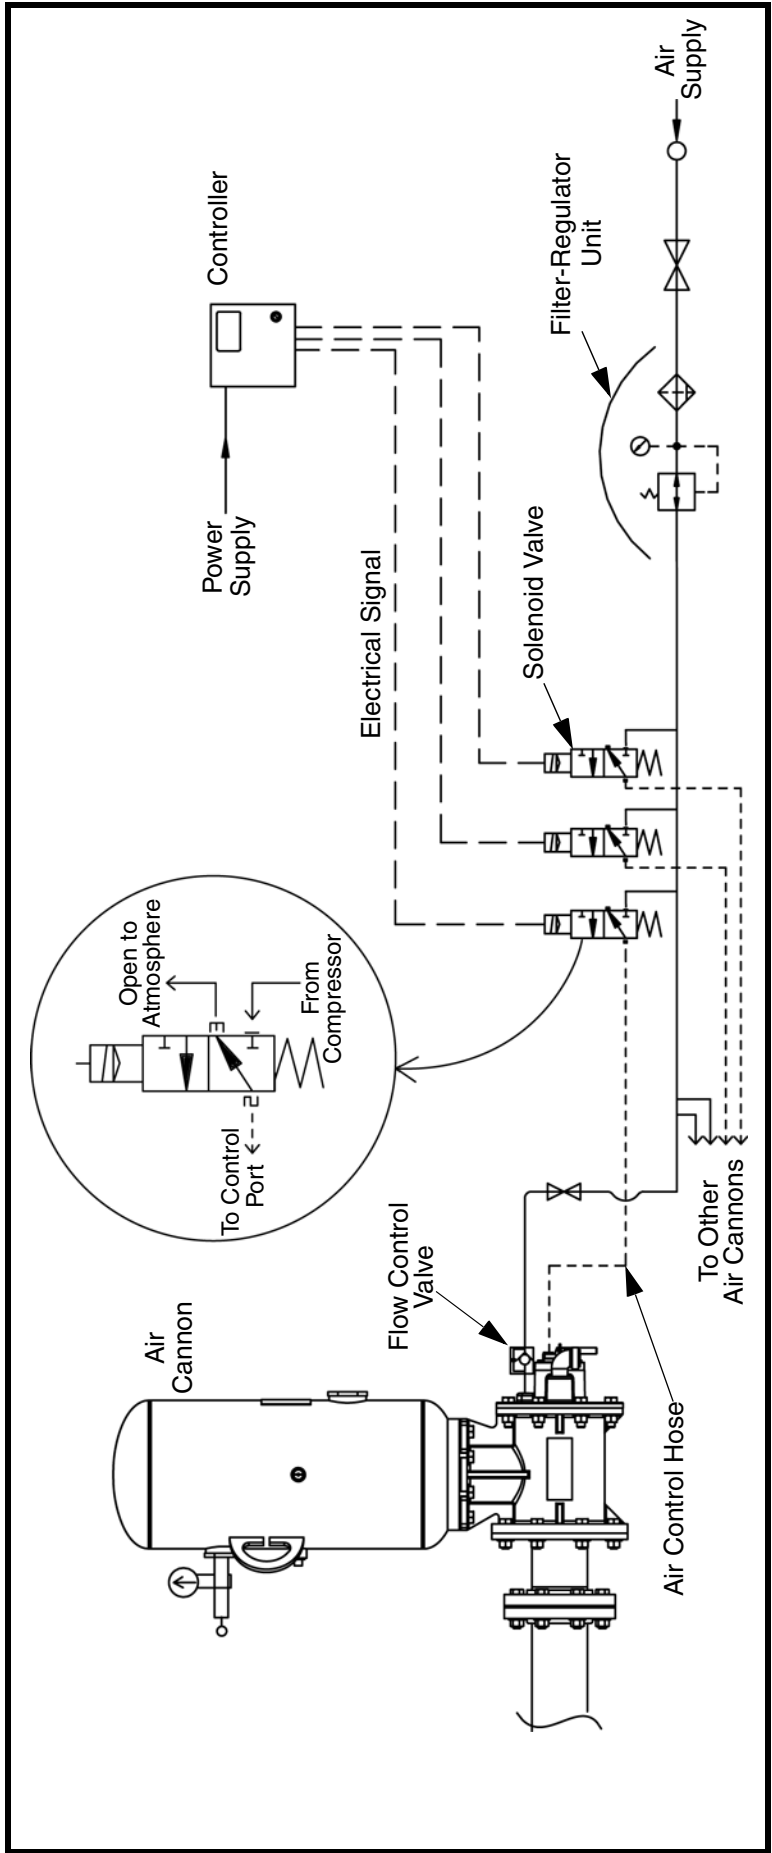 Air
Cannon
To Control
Port
Open to
Atmosphere
From
Compressor
Power
Supply
Controller
Electrical Signal
Flow Control
Valve
Solenoid Valve
Filter-Regulator
Unit
Air Control Hose
To Other
Air Cannons
Air
Supply